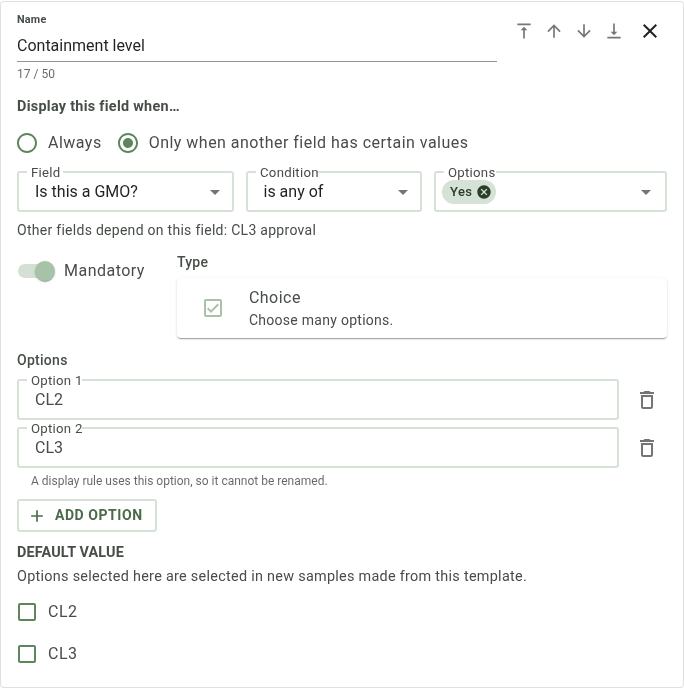 Name
Containment level
17 / 50
Display this field when...
Always
Only when another field has certain values
Field
Is this a GMO?
Condition
is any of
Options
Yes
Other fields depend on this field: CL3 approval
Mandatory
Type
Choice
Choose many options.
Options
Option 1
CL2
Option 2
CL3
A display rule uses this option, so it cannot be renamed.
ADD OPTION
DEFAULT VALUE
Options selected here are selected in new samples made from this template.
CL2
CL3